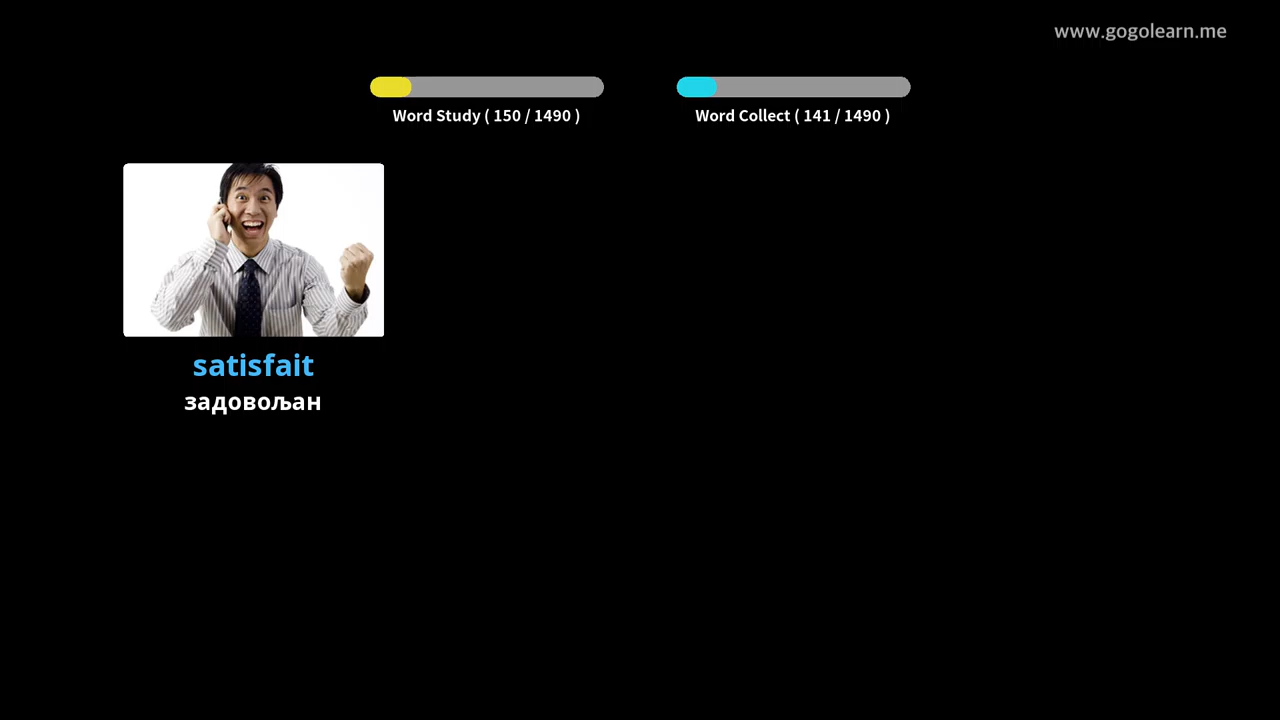 www.gogolearn.me
Word Study ( 150 / 1490 )
Word Collect ( 141 / 1490 )
satisfait
задовољан